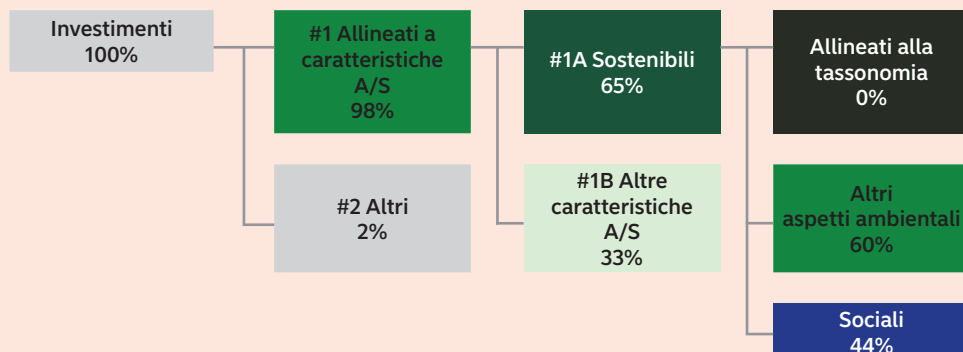 Investimenti
100%
#1 Allineati a
caratteristiche
A/S
98%
#1A Sostenibili
65%
Allineati alla
tassonomia
0%
#2 Altri
2%
#1B Altre
caratteristiche
A/S
33%
Altri
aspetti ambientali
60%
Sociali
44%